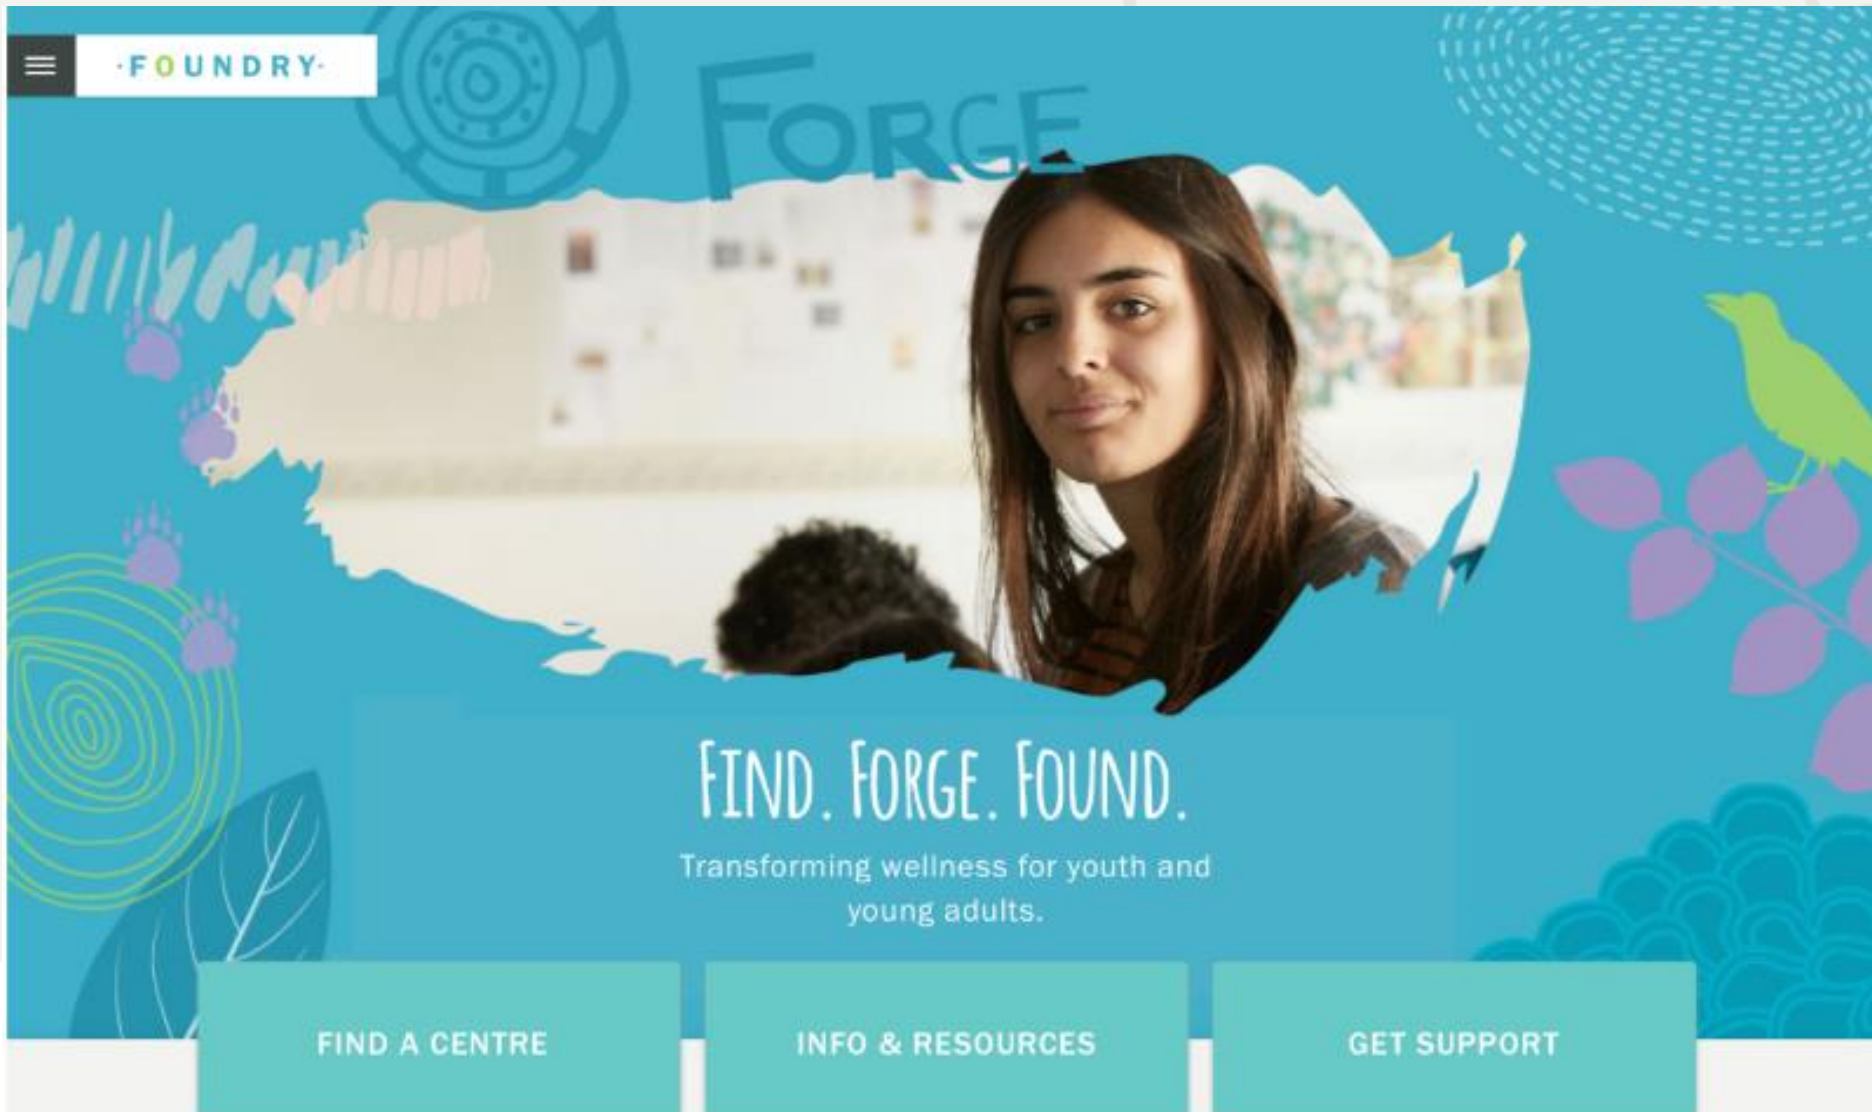 ·FOUNDRY·
FORGE
FIND. FORGE. FOUND.
Transforming wellness for youth and
young adults.
FIND A CENTRE
INFO & RESOURCES
GET SUPPORT